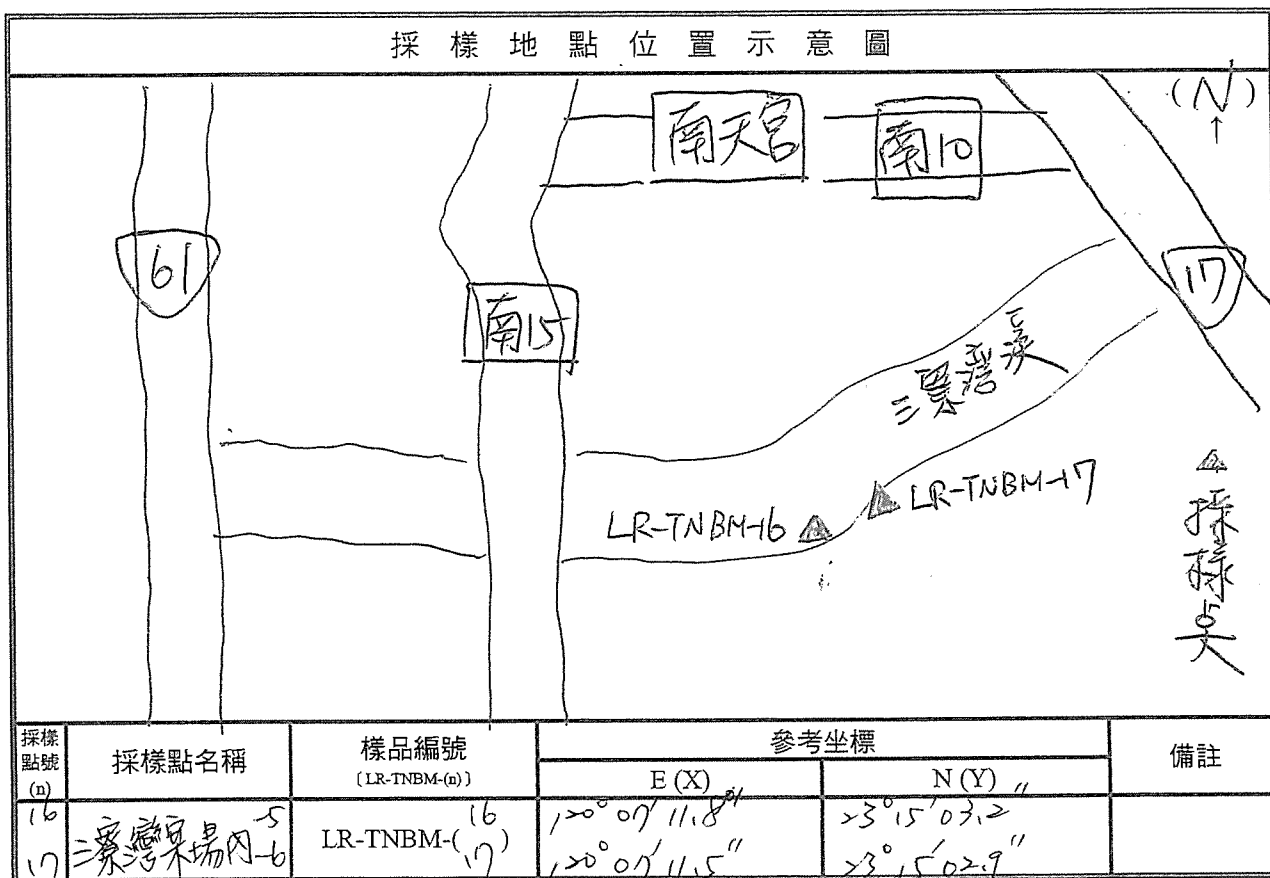 採樣地點位置示意圖
(N)
↑
南天宮
南10
61
17
南15
三寮灣溪
LR-TNBM-17
LR-TNBM-16
採樣点
採樣點號(n) 採樣點名稱 樣品編號 參考坐標 備註
〔LR-TNBM-(n)〕 E (X) N (Y)
16 三寮灣 場內-5 LR-TNBM-(16) 120° 07' 11.8" 23° 15' 03.2"
17 -6 17 120° 07' 11.5" 23° 15' 02.9"